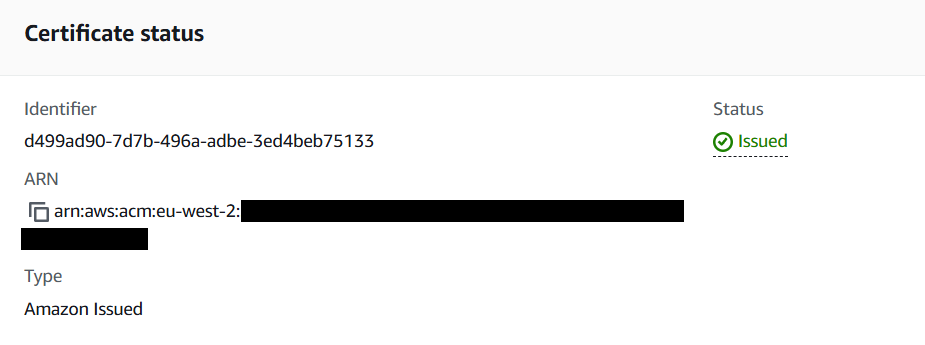 Certificate status
Identifier
d499ad90-7d7b-496a-adbe-3ed4beb75133
Status
Issued
ARN
arn:aws:acm:eu-west-2:
Type
Amazon Issued